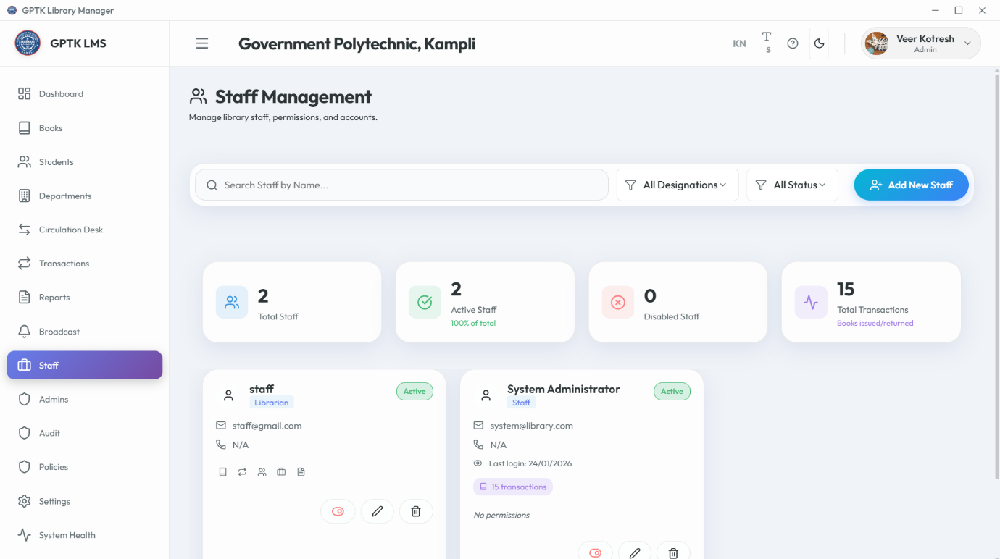 GPTK Library Manager
GPTK LMS
Government Polytechnic, Kampli
KN
T
S
Veer Kotresh
Admin
Dashboard
Books
Students
Departments
Circulation Desk
Transactions
Reports
Broadcast
Staff
Admins
Audit
Policies
Settings
System Health
Staff Management
Manage library staff, permissions, and accounts.
Search Staff by Name...
All Designations
All Status
Add New Staff
2
Total Staff
2
Active Staff
100% of total
0
Disabled Staff
15
Total Transactions
Books issued/returned
staff
Librarian
Active
staff@gmail.com
N/A
System Administrator
Staff
Active
system@library.com
N/A
Last login: 24/01/2026
15 transactions
No permissions